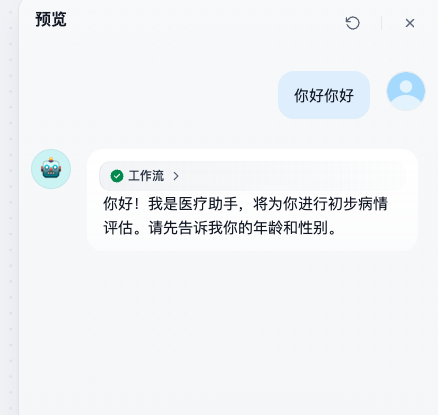 预览
你好你好
工作流
你好！我是医疗助手，将为你进行初步病情
评估。请先告诉我你的年龄和性别。